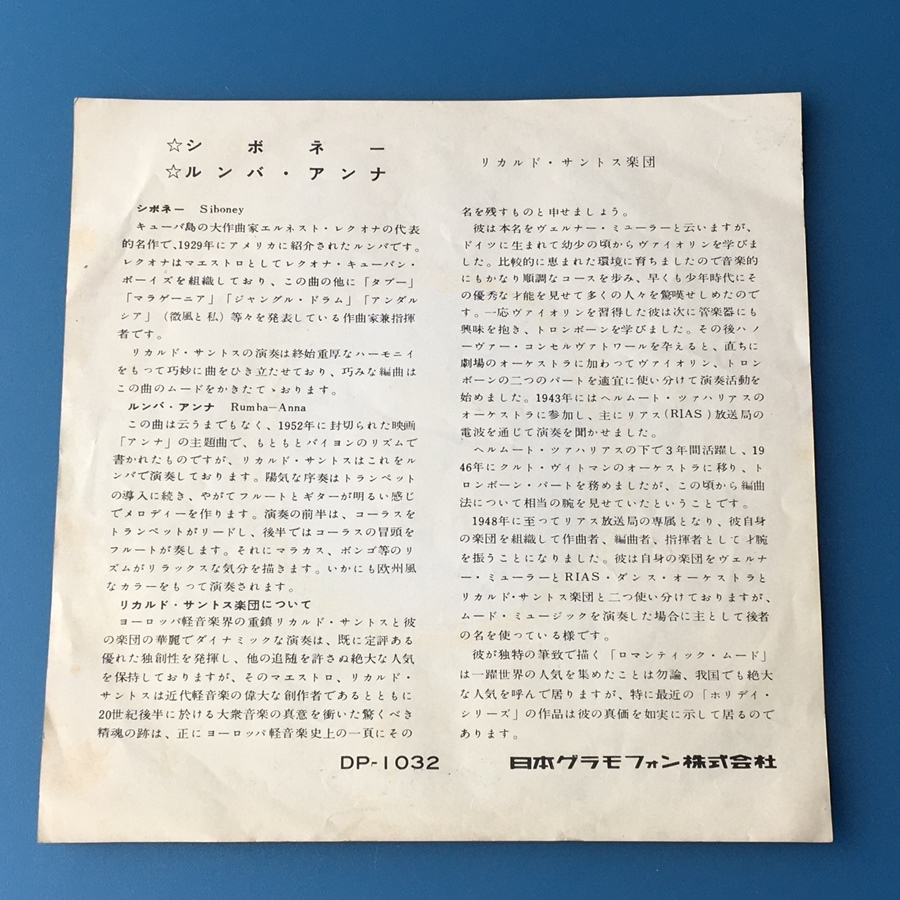 ☆シボネー
☆ルンバ・アンナ
リカルド・サントス楽団
シボネー Siboney
キューバ島の大作曲家エルネスト・レクオナの代表
的名作で、1929年にアメリカに紹介されたルンバです。
レクオナはマエストロとしてレクオナ・キューバン・
ボーイズを組織しており、この曲の他に「タブー」
「マラゲーニア」「ジャングル・ドラム」「アンダル
シア」（微風と私）等々を発表している作曲家兼指揮
者です。
リカルド・サントスの演奏は終始重厚なハーモニィ
をもって巧妙に曲をひき立たせており、巧みな編曲は
この曲のムードをかきたてゝおります。
ルンバ・アンナ Rumba—Anna
この曲は云うまでもなく、1952年に封切られた映画
「アンナ」の主題曲で、もともとバイヨンのリズムで
書かれたものですが、リカルド・サントスはこれをル
ンバで演奏しております。陽気な序奏はトランペット
の導入に続き、やがてフルートとギターが明るい感じ
でメロディーを作ります。演奏の前半は、コーラスを
トランペットがリードし、後半ではコーラスの冒頭を
フルートが奏します。それにマラカス、ボンゴ等のリ
ズムがリラックスな気分を描きます。いかにも欧州風
なカラーをもって演奏されます。
リカルド・サントス楽団について
ヨーロッパ軽音楽界の重鎮リカルド・サントスと彼
の楽団の華麗でダイナミックな演奏は、既に定評ある
優れた独創性を発揮し、他の追随を許さぬ絶大な人気
を保持しておりますが、そのマエストロ、リカルド・
サントスは近代軽音楽の偉大な創作者であるとともに
20世紀後半に於ける大衆音楽の真意を衝いた驚くべき
精魂の跡は、正にヨーロッパ軽音楽史上の一頁にその
名を残すものと申せましょう。
彼は本名をヴェルナー・ミューラーと云いますが、
ドイツに生まれて幼少の頃からヴァイオリンを学びま
した。比較的に恵まれた環境に育ちましたので音楽的
にもかなり順調なコースを歩み、早くも少年時代にそ
の優秀な才能を見せて多くの人々を驚嘆せしめたので
す。一応ヴァイオリンを習得した彼は次に管楽器にも
興味を抱き、トロンボーンを学びました。その後ハノ
ーヴァー・コンセルヴァトワールを卒えると、直ちに
劇場のオーケストラに加わってヴァイオリン、トロン
ボーンの二つのパートを適宜に使い分けて演奏活動を
始めました。1943年にはヘルムート・ツァハリアスの
オーケストラに参加し、主にリアス（RIAS）放送局の
電波を通じて演奏を聞かせました。
ヘルムート・ツァハリアスの下で３年間活躍し、19
46年にクルト・ヴィトマンのオーケストラに移り、ト
ロンボーン・パートを務めましたが、この頃から編曲
法について相当の腕を見せていたということです。
1948年に至ってリアス放送局の専属となり、彼自身
の楽団を組織して作曲者、編曲者、指揮者として才腕
を振うことになりました。彼は自身の楽団をヴェルナ
ー・ミューラーとRIAS・ダンス・オーケストラと
リカルド・サントス楽団と二つ使い分けておりますが、
ムード・ミュージックを演奏した場合に主として後者
の名を使っている様です。
彼が独特の筆致で描く「ロマンティック・ムード」
は一躍世界の人気を集めたことは勿論、我国でも絶大
な人気を呼んで居りますが、特に最近の「ホリデイ・
シリーズ」の作品は彼の真価を如実に示して居るので
あります。
DP-1032
日本グラモフォン株式会社